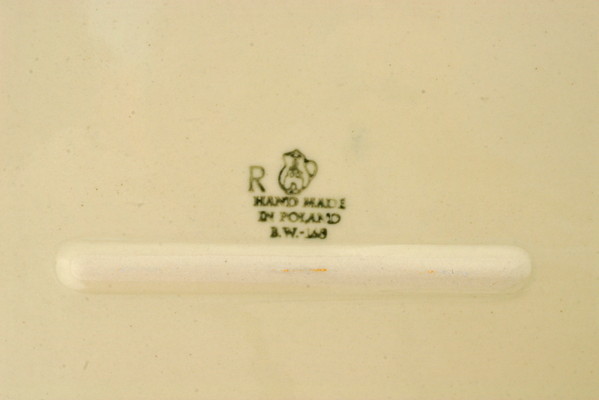 R
HAND MADE
IN POLAND
B.W.-168